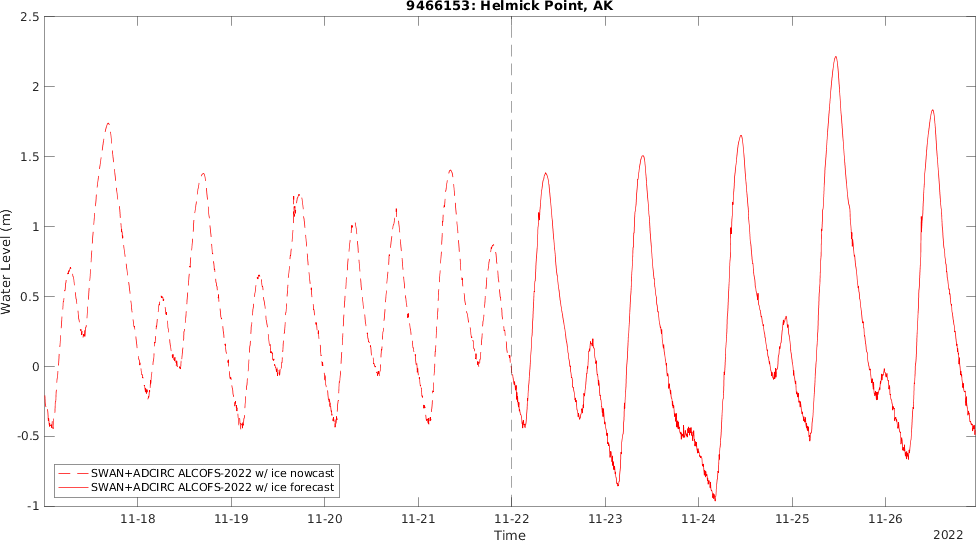 9466153: Helmick Point, AK
2.5
2
1.5
1
0.5
0
-0.5
-1
Water Level (m)
SWAN+ADCIRC ALCOFS-2022 w/ ice nowcast
SWAN+ADCIRC ALCOFS-2022 w/ ice forecast
11-18 11-19 11-20 11-21 11-22 11-23 11-24 11-25 11-26
Time
2022